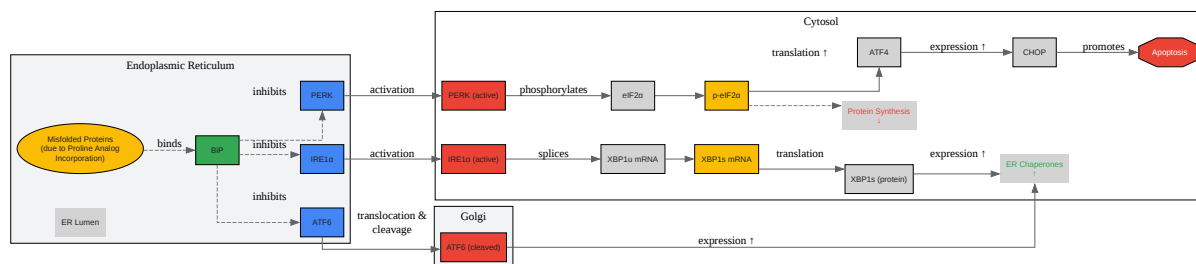 Cytosol
translation ↑
ATF4
expression ↑
CHOP
promotes
Apoptosis
Endoplasmic Reticulum
inhibits
PERK
activation
PERK (active)
phosphorylates
eIF2α
p-eIF2α
Protein Synthesis
↓
Misfolded Proteins
(due to Proline Analog
Incorporation)
binds
BiP
inhibits
IRE1α
activation
IRE1α (active)
splices
XBP1u mRNA
XBP1s mRNA
translation
XBP1s (protein)
expression ↑
ER Chaperones
↑
inhibits
ER Lumen
ATF6
translocation &
cleavage
Golgi
ATF6 (cleaved)
expression ↑